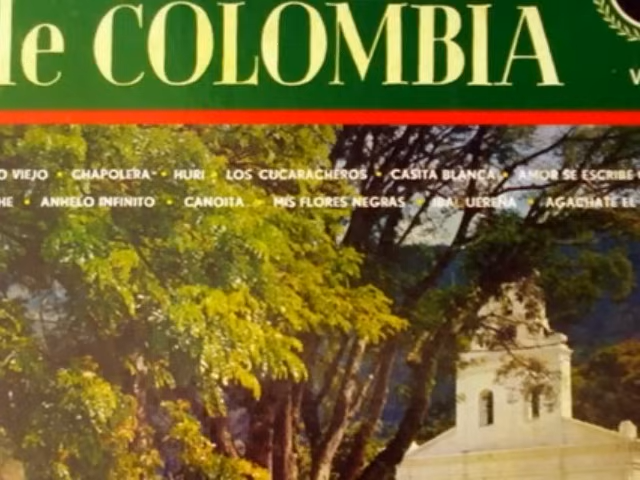 de COLOMBIA
O VIEJO • CHAPOLERA • HURI • LOS CUCARACHEROS • CASITA BLANCA • AMOR SE ESCRIBE
HE • ANHELO INFINITO • CANOITA • MIS FLORES NEGRAS • IBAGUEREÑA • AGACHATE EL